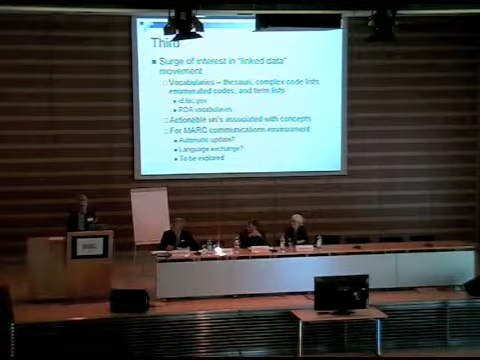 Third
Surge of interest in "linked data"
movement
Vocabularies – thesauri, complex code lists
enumerated codes, and term lists
id.loc.gov
RDA vocabularies
Actionable uri's associated with concepts
For MARC communications environment
Automatic update?
Language exchange?
To be explored